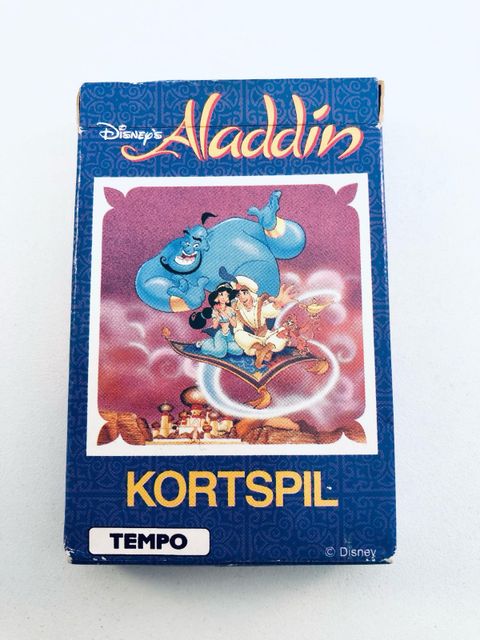 Disney's Aladdin
KORTSPIL
TEMPO
© Disney